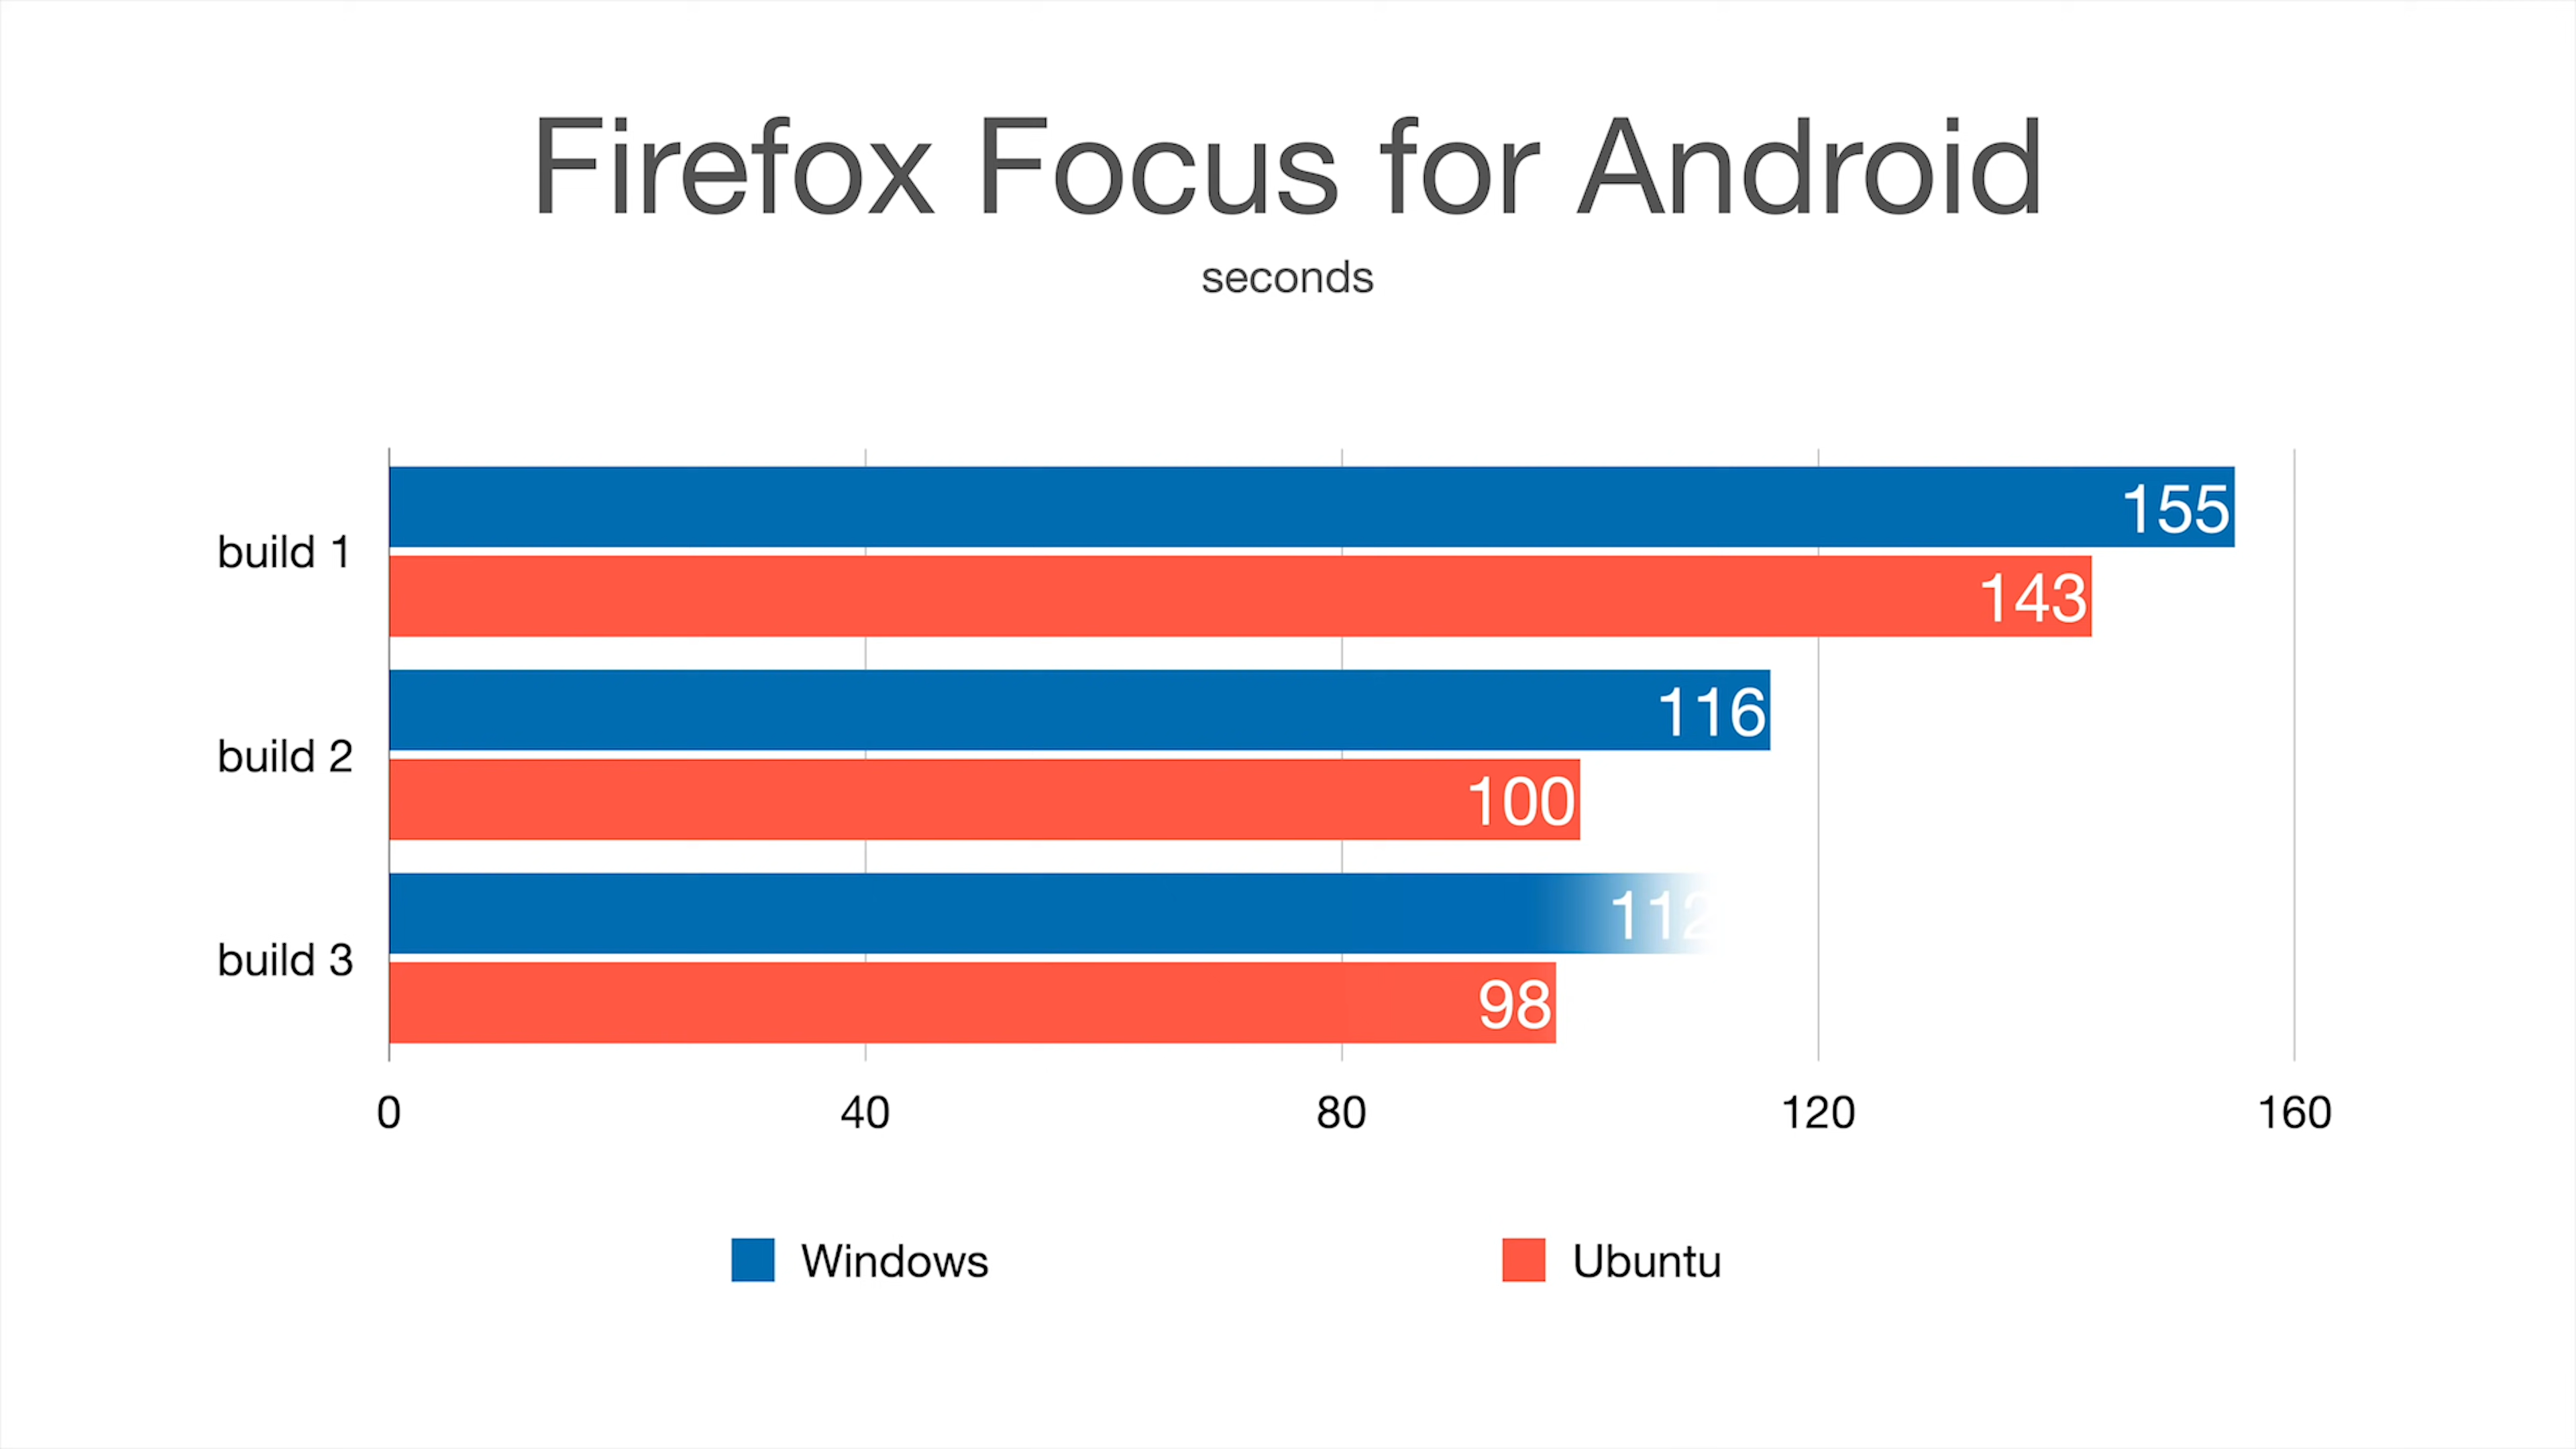 Firefox Focus for Android
seconds
build 1
155
143
build 2
116
100
build 3
112
98
0 40 80 120 160
Windows Ubuntu